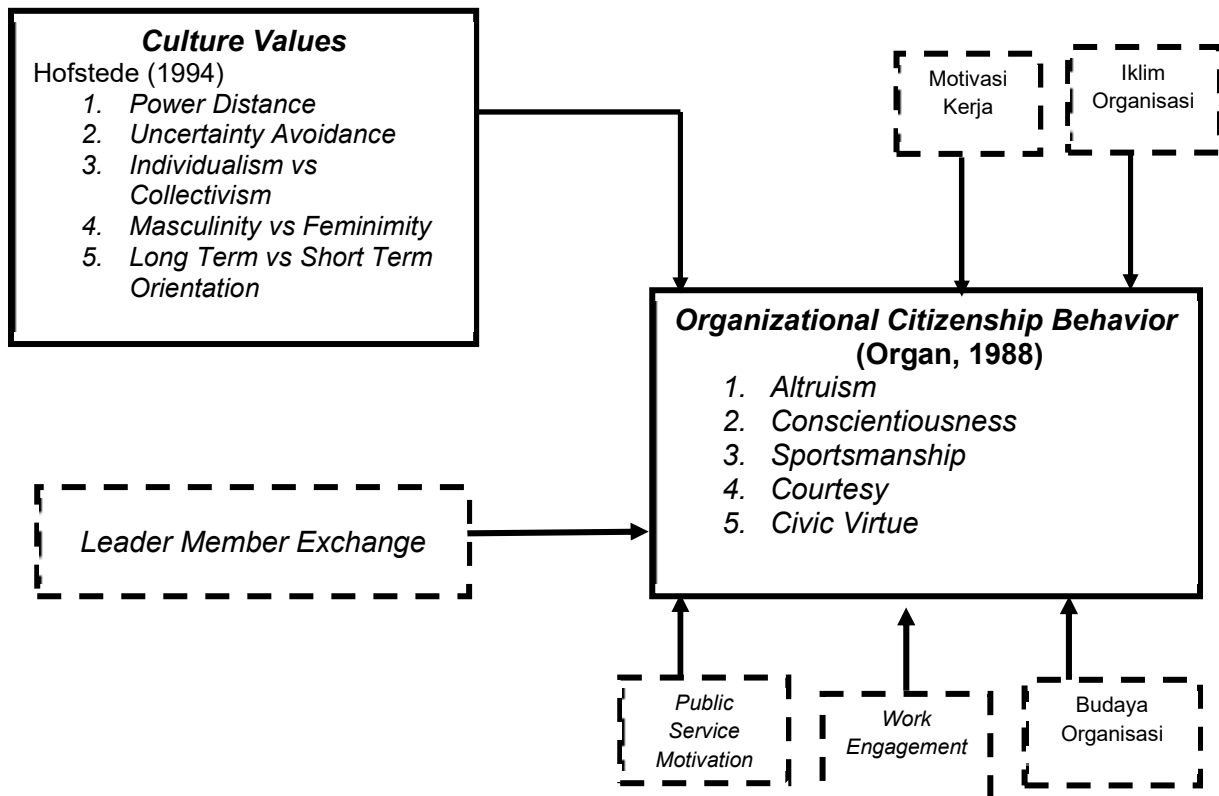 Culture Values
Hofstede (1994)
1. Power Distance
2. Uncertainty Avoidance
3. Individualism vs
Collectivism
4. Masculinity vs Feminimity
5. Long Term vs Short Term
Orientation
Motivasi
Kerja
Iklim
Organisasi
Organizational Citizenship Behavior
(Organ, 1988)
1. Altruism
2. Conscientiousness
3. Sportsmanship
4. Courtesy
5. Civic Virtue
Leader Member Exchange
Public
Service
Motivation
Work
Engagement
Budaya
Organisasi